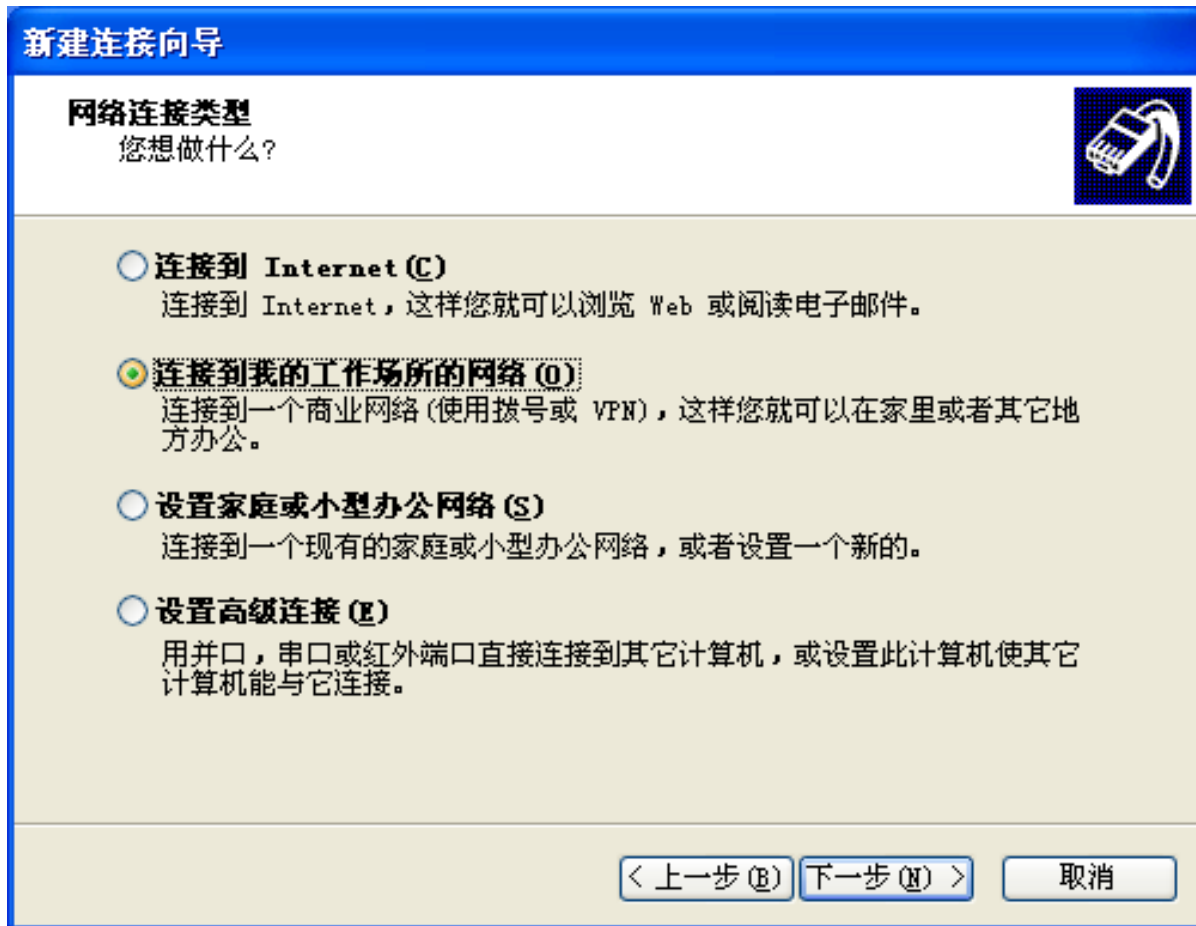 新建连接向导
网络连接类型
您想做什么?
连接到 Internet(C)
连接到 Internet，这样您就可以浏览 Web 或阅读电子邮件。
连接到我的工作场所的网络(O)
连接到一个商业网络(使用拨号或 VPN)，这样您就可以在家里或者其它地
方办公。
设置家庭或小型办公网络(S)
连接到一个现有的家庭或小型办公网络，或者设置一个新的。
设置高级连接(E)
用并口，串口或红外端口直接连接到其它计算机，或设置此计算机使其它
计算机能与它连接。
< 上一步(B) 下一步(N) > 取消